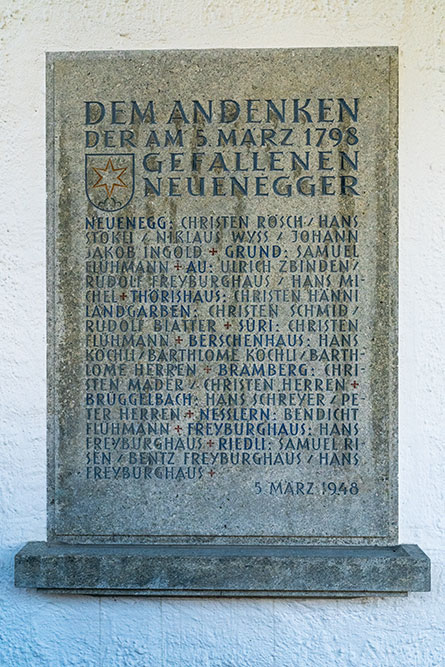 DEM ANDENKEN
DER AM 5. MÄRZ 1798
GEFALLENEN
NEUENEGGER
NEUENEGG: CHRISTEN RÖSCH / HANS
STÖKLI / NIKLAUS WYSS / JOHANN
JAKOB INGOLD + GRUND: SAMUEL
FLÜHMANN + AU: ULRICH ZBINDEN /
RUDOLF FREYBURGHAUS / HANS MI-
CHEL + THÖRISHAUS: CHRISTEN HÄNNI
LANDGARBEN: CHRISTEN SCHMID /
RUDOLF BLATTER + SÜRI: CHRISTEN
FLÜHMANN + BERSCHENHAUS: HANS
KÖCHLI / BARTHLOME KÖCHLI / BARTH-
LOME HERREN + BRAMBERG: CHRI-
STEN MÄDER / CHRISTEN HERREN +
BRÜGGELBACH: HANS SCHREYER / PE-
TER HERREN + NESSLERN: BENDICHT
FLÜHMANN + FREYBURGHAUS: HANS
FREYBURGHAUS + RIEDLI: SAMUEL RI-
SEN / BENTZ FREYBURGHAUS / HANS
FREYBURGHAUS +
5. MÄRZ 1948